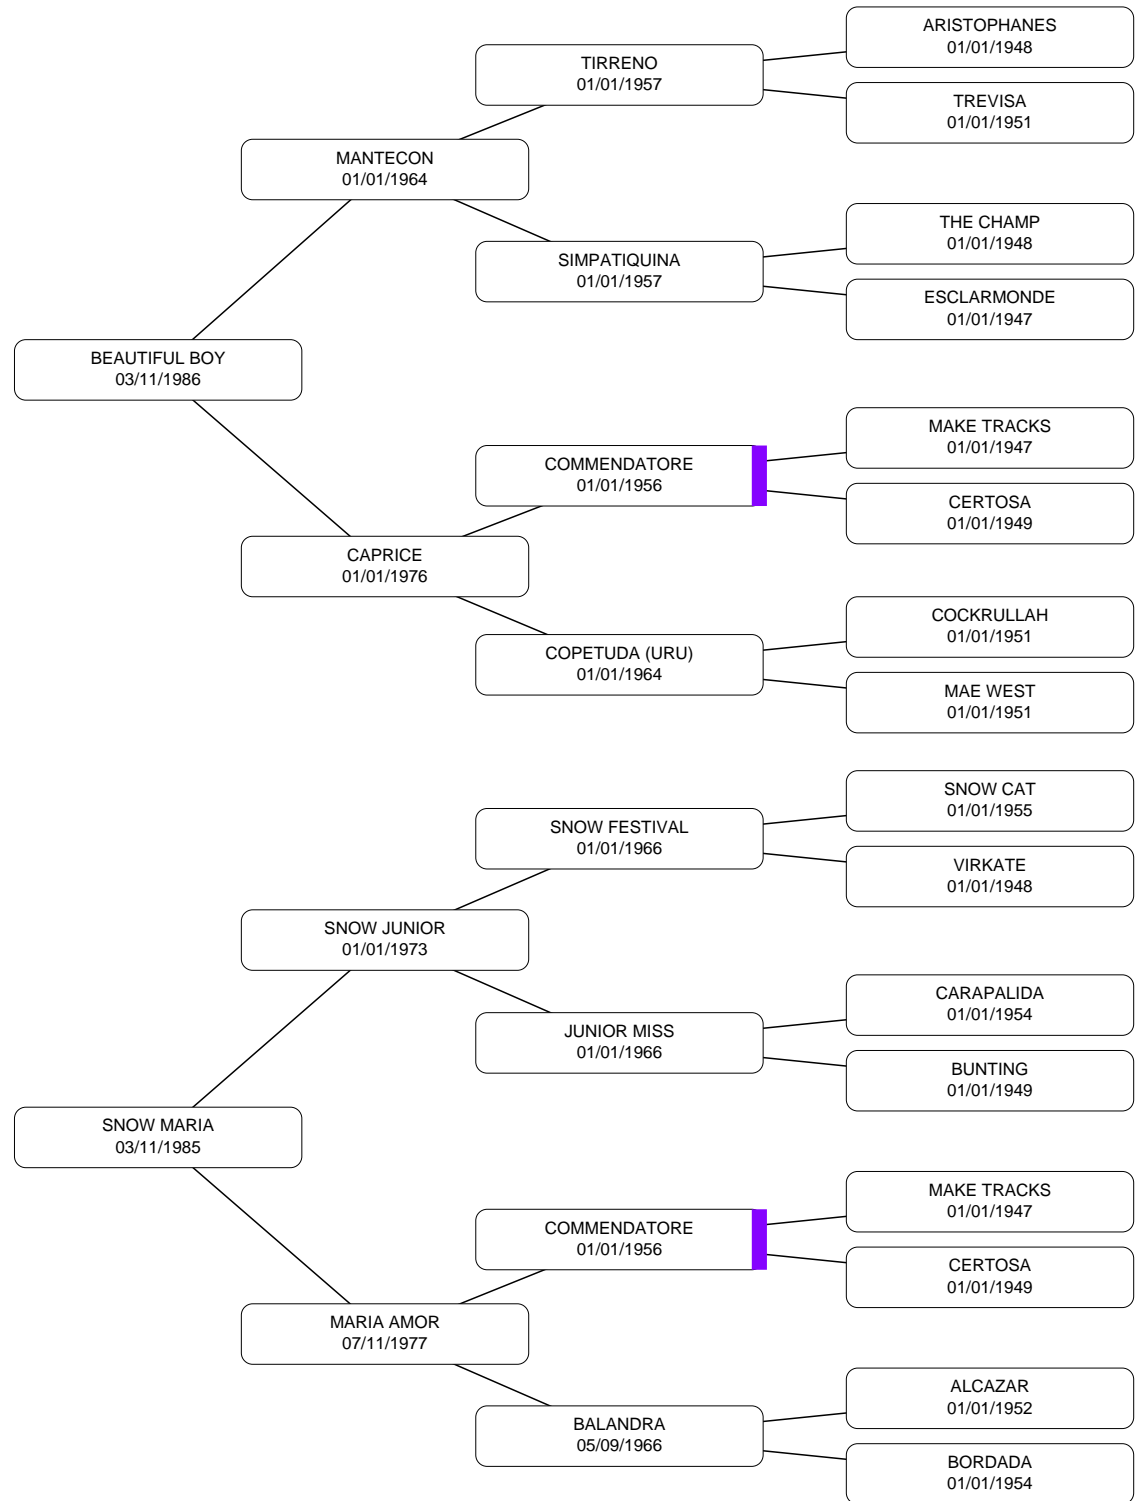 ARISTOPHANES
01/01/1948
TIRRENO
01/01/1957
TREVISA
01/01/1951
MANTECON
01/01/1964
THE CHAMP
01/01/1948
SIMPATIQUINA
01/01/1957
ESCLARMONDE
01/01/1947
BEAUTIFUL BOY
03/11/1986
MAKE TRACKS
01/01/1947
COMMENDATORE
01/01/1956
CERTOSA
01/01/1949
CAPRICE
01/01/1976
COCKRULLAH
01/01/1951
COPETUDA (URU)
01/01/1964
MAE WEST
01/01/1951
SNOW CAT
01/01/1955
SNOW FESTIVAL
01/01/1966
VIRKATE
01/01/1948
SNOW JUNIOR
01/01/1973
CARAPALIDA
01/01/1954
JUNIOR MISS
01/01/1966
BUNTING
01/01/1949
SNOW MARIA
03/11/1985
MAKE TRACKS
01/01/1947
COMMENDATORE
01/01/1956
CERTOSA
01/01/1949
MARIA AMOR
07/11/1977
ALCAZAR
01/01/1952
BALANDRA
05/09/1966
BORDADA
01/01/1954